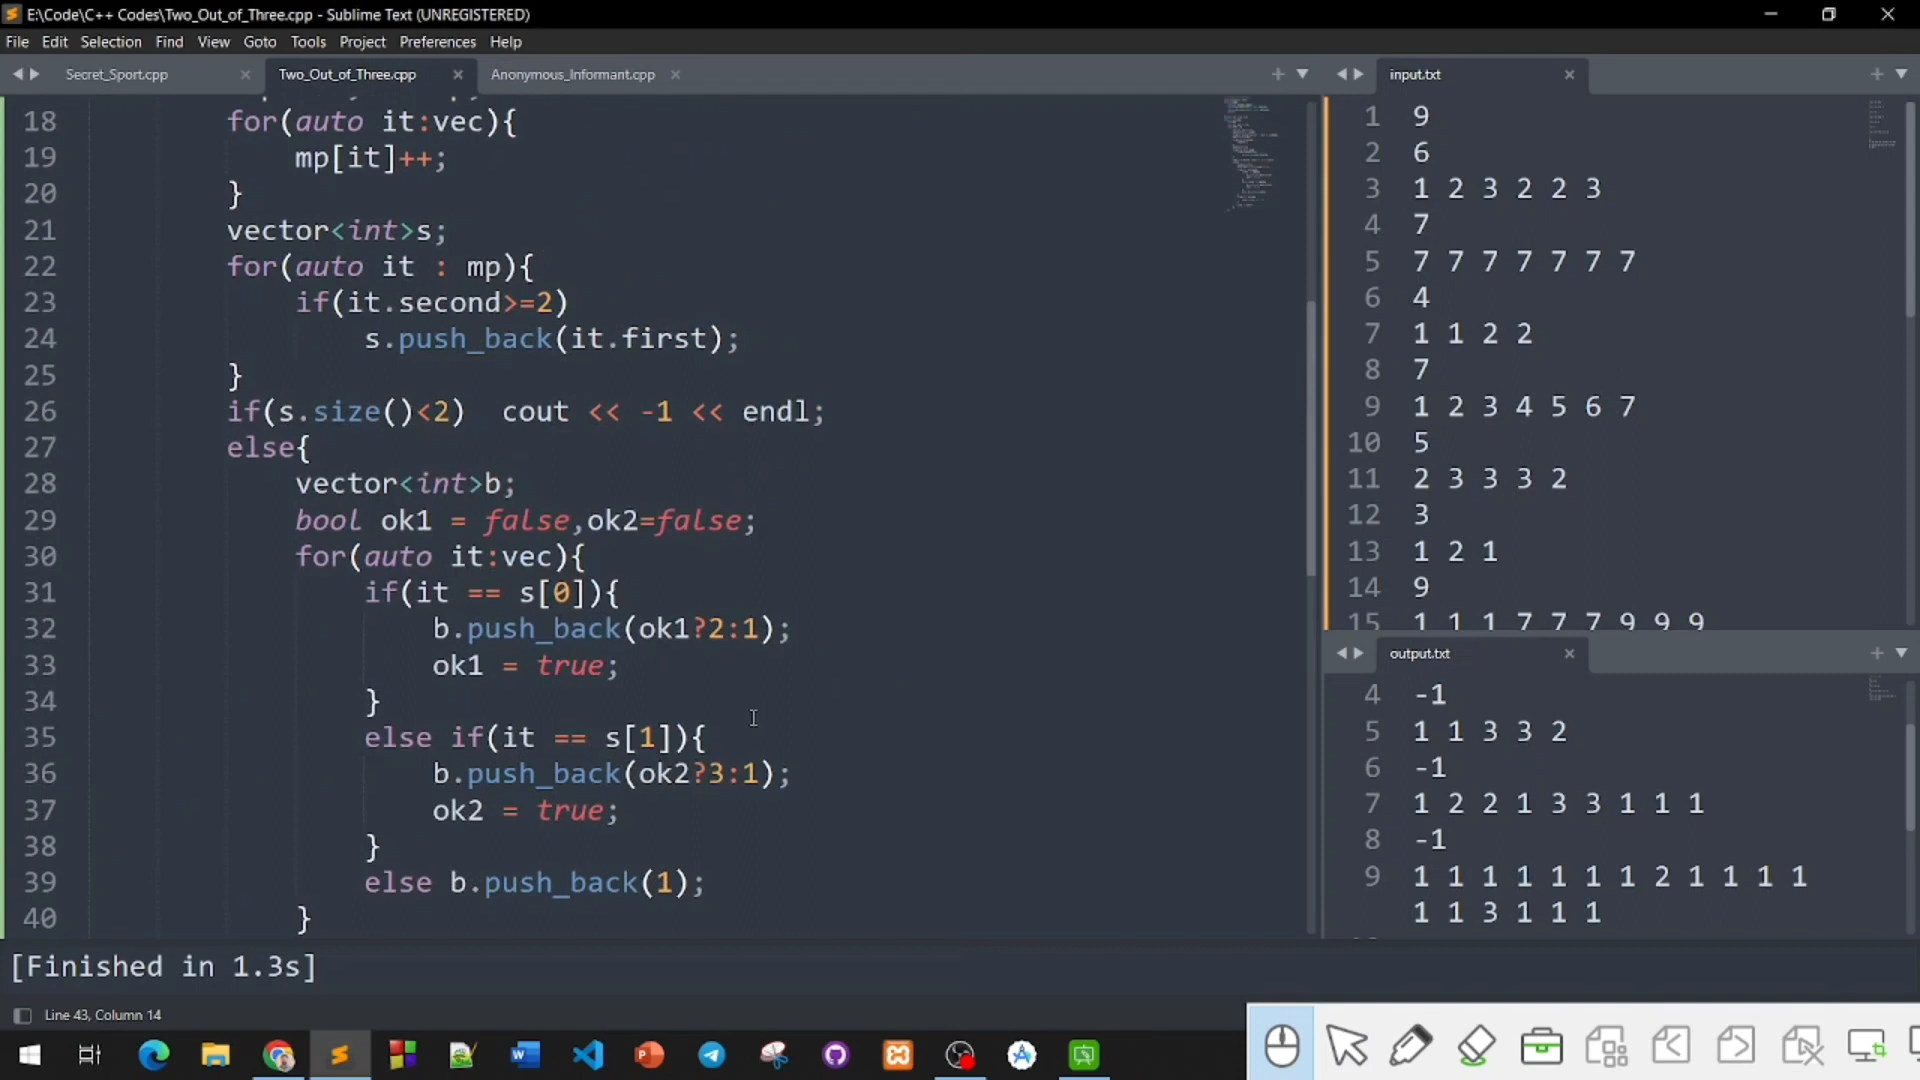 E:\Code\C++ Codes\Two_Out_of_Three.cpp - Sublime Text (UNREGISTERED)
File Edit Selection Find View Goto Tools Project Preferences Help
Secret_Sport.cpp Two_Out_of_Three.cpp Anonymous_Informant.cpp
18 for(auto it:vec){
19 mp[it]++;
20 }
21 vector<int>s;
22 for(auto it : mp){
23 if(it.second>=2)
24 s.push_back(it.first);
25 }
26 if(s.size()<2) cout << -1 << endl;
27 else{
28 vector<int>b;
29 bool ok1 = false,ok2=false;
30 for(auto it:vec){
31 if(it == s[0]){
32 b.push_back(ok1?2:1);
33 ok1 = true;
34 }
35 else if(it == s[1]){
36 b.push_back(ok2?3:1);
37 ok2 = true;
38 }
39 else b.push_back(1);
40 }
input.txt
1 9
2 6
3 1 2 3 2 2 3
4 7
5 7 7 7 7 7 7 7
6 4
7 1 1 2 2
8 7
9 1 2 3 4 5 6 7
10 5
11 2 3 3 3 2
12 3
13 1 2 1
14 9
15 1 1 1 7 7 7 9 9 9
output.txt
4 -1
5 1 1 3 3 2
6 -1
7 1 2 2 1 3 3 1 1 1
8 -1
9 1 1 1 1 1 1 1 2 1 1 1 1
1 1 3 1 1 1
[Finished in 1.3s]
Line 43, Column 14